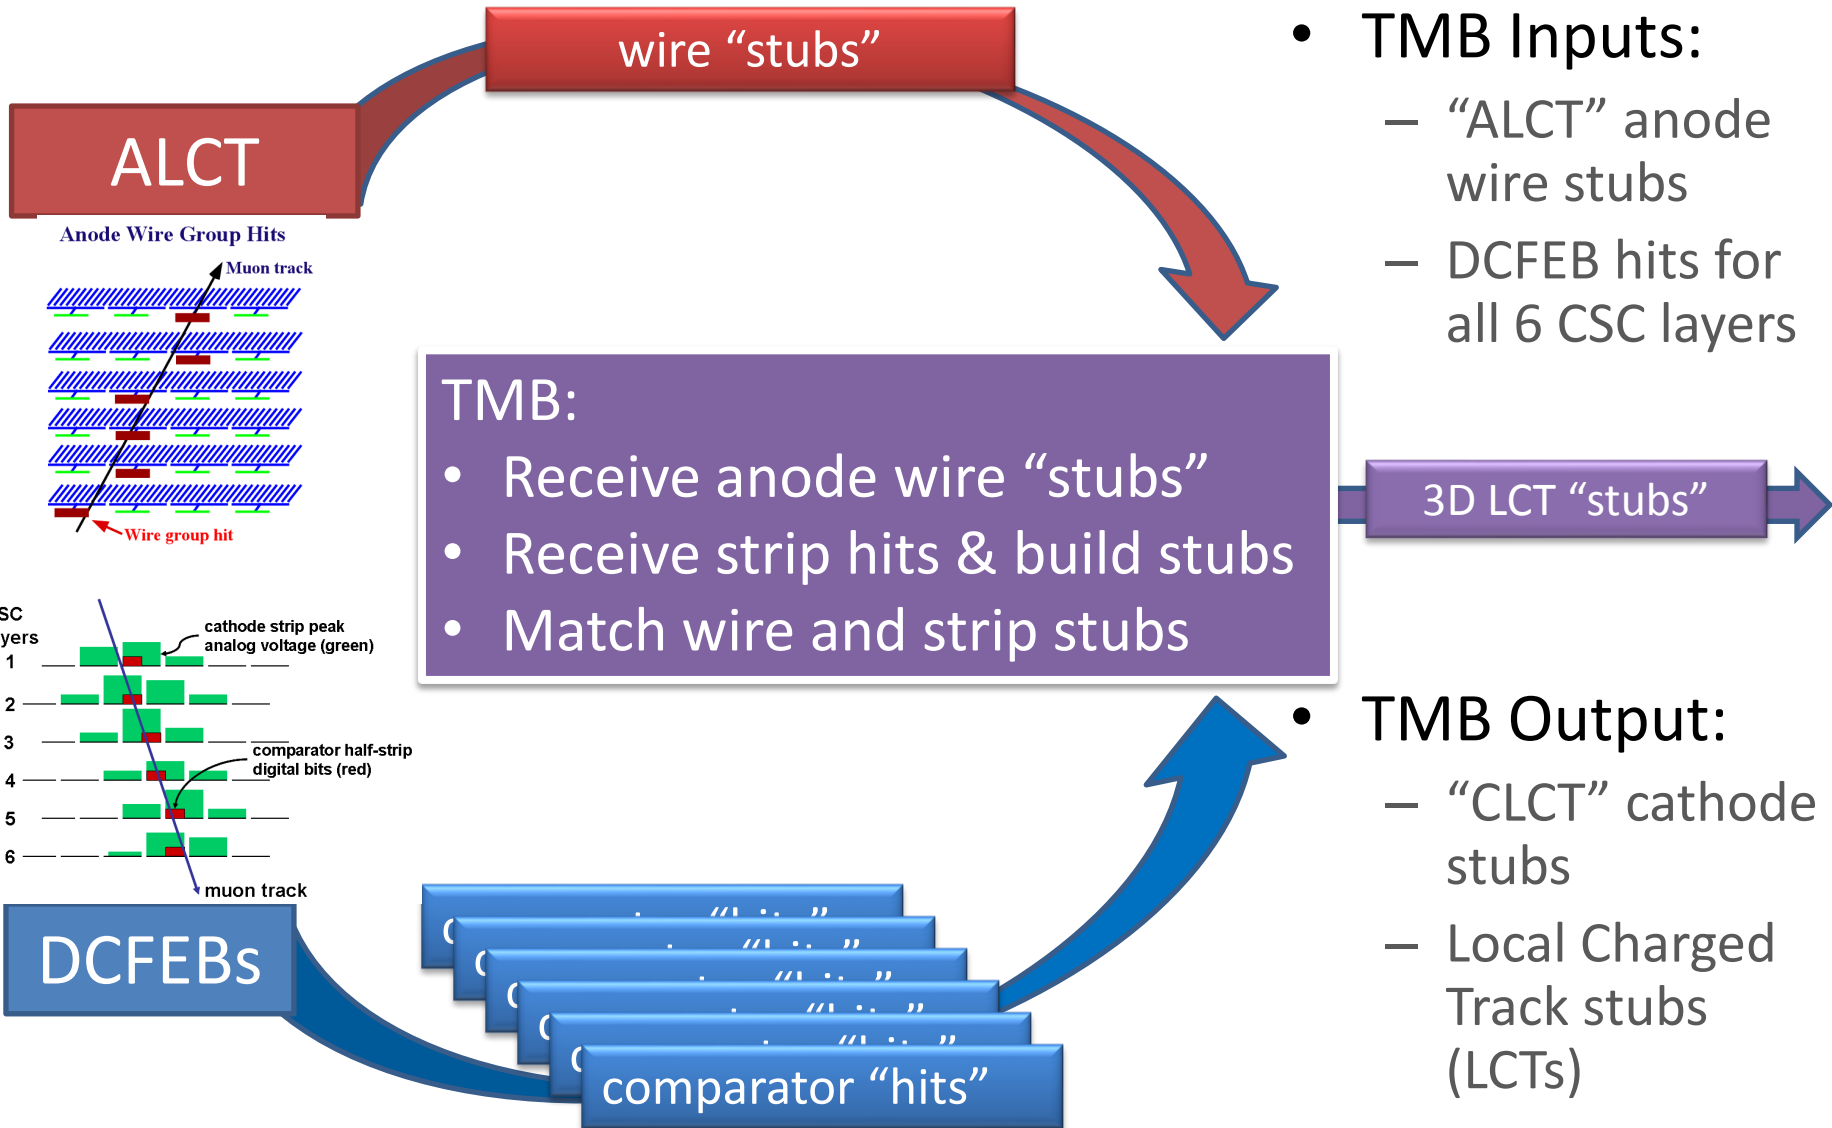 wire “stubs”
ALCT
Anode Wire Group Hits
Muon track
Wire group hit
• TMB Inputs:
– “ALCT” anode
wire stubs
– DCFEB hits for
all 6 CSC layers
TMB:
• Receive anode wire “stubs”
• Receive strip hits & build stubs
• Match wire and strip stubs
3D LCT “stubs”
cathode strip peak
analog voltage (green)
1
2
3
4
5
6
comparator half-strip
digital bits (red)
muon track
DCFEBs
comparator “hits”
• TMB Output:
– “CLCT” cathode
stubs
– Local Charged
Track stubs
(LCTs)